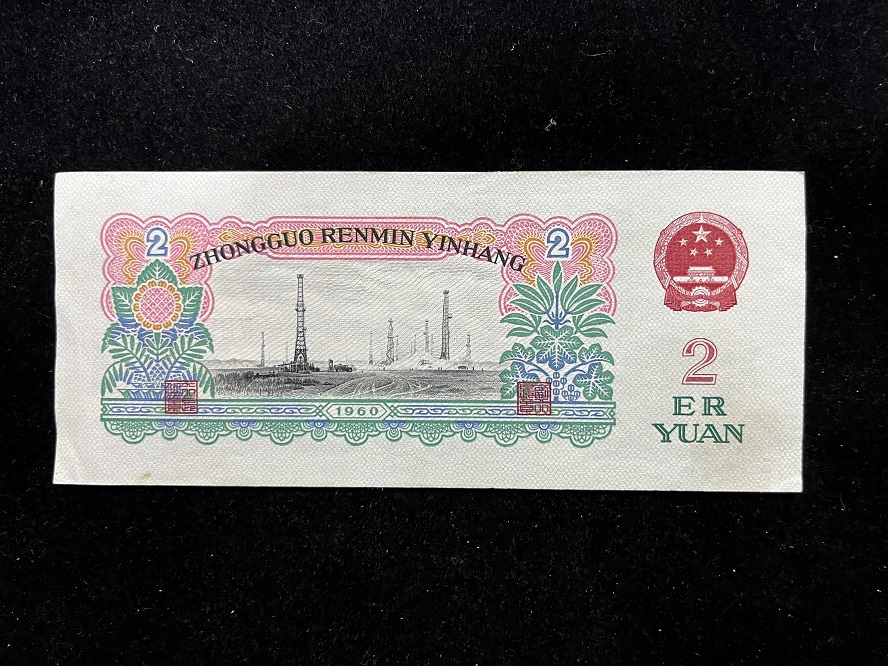 2
ZHONGGUO RENMIN YINHANG
2
1960
2
ER
YUAN